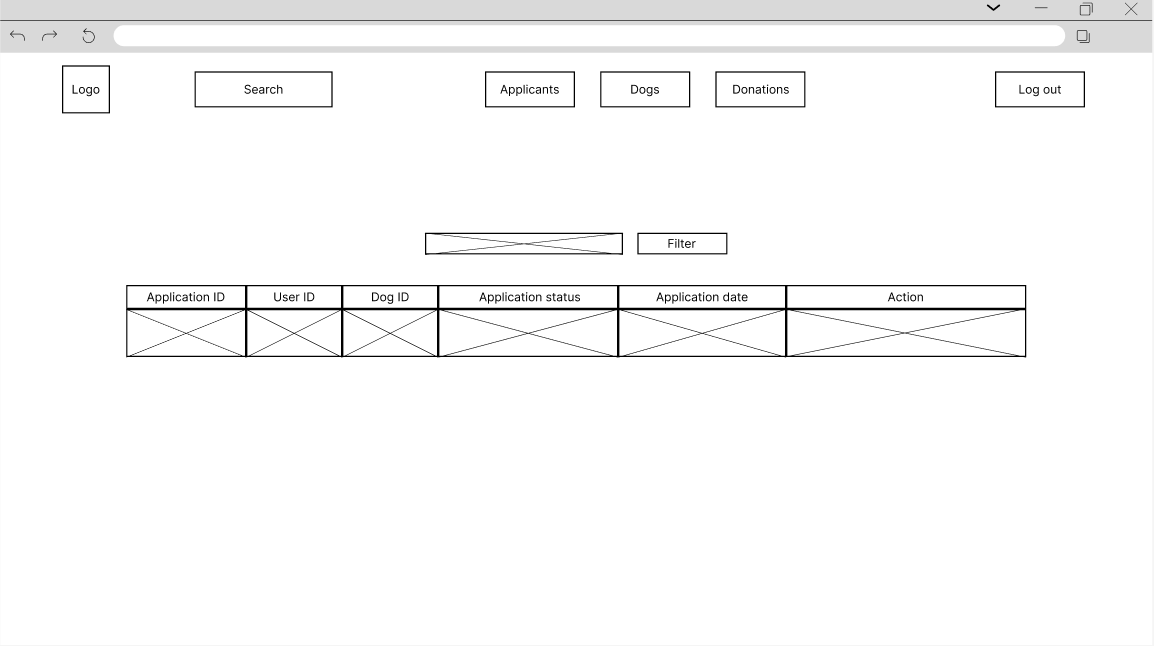 Logo
Search
Applicants
Dogs
Donations
Log out
Filter
Application ID
User ID
Dog ID
Application status
Application date
Action